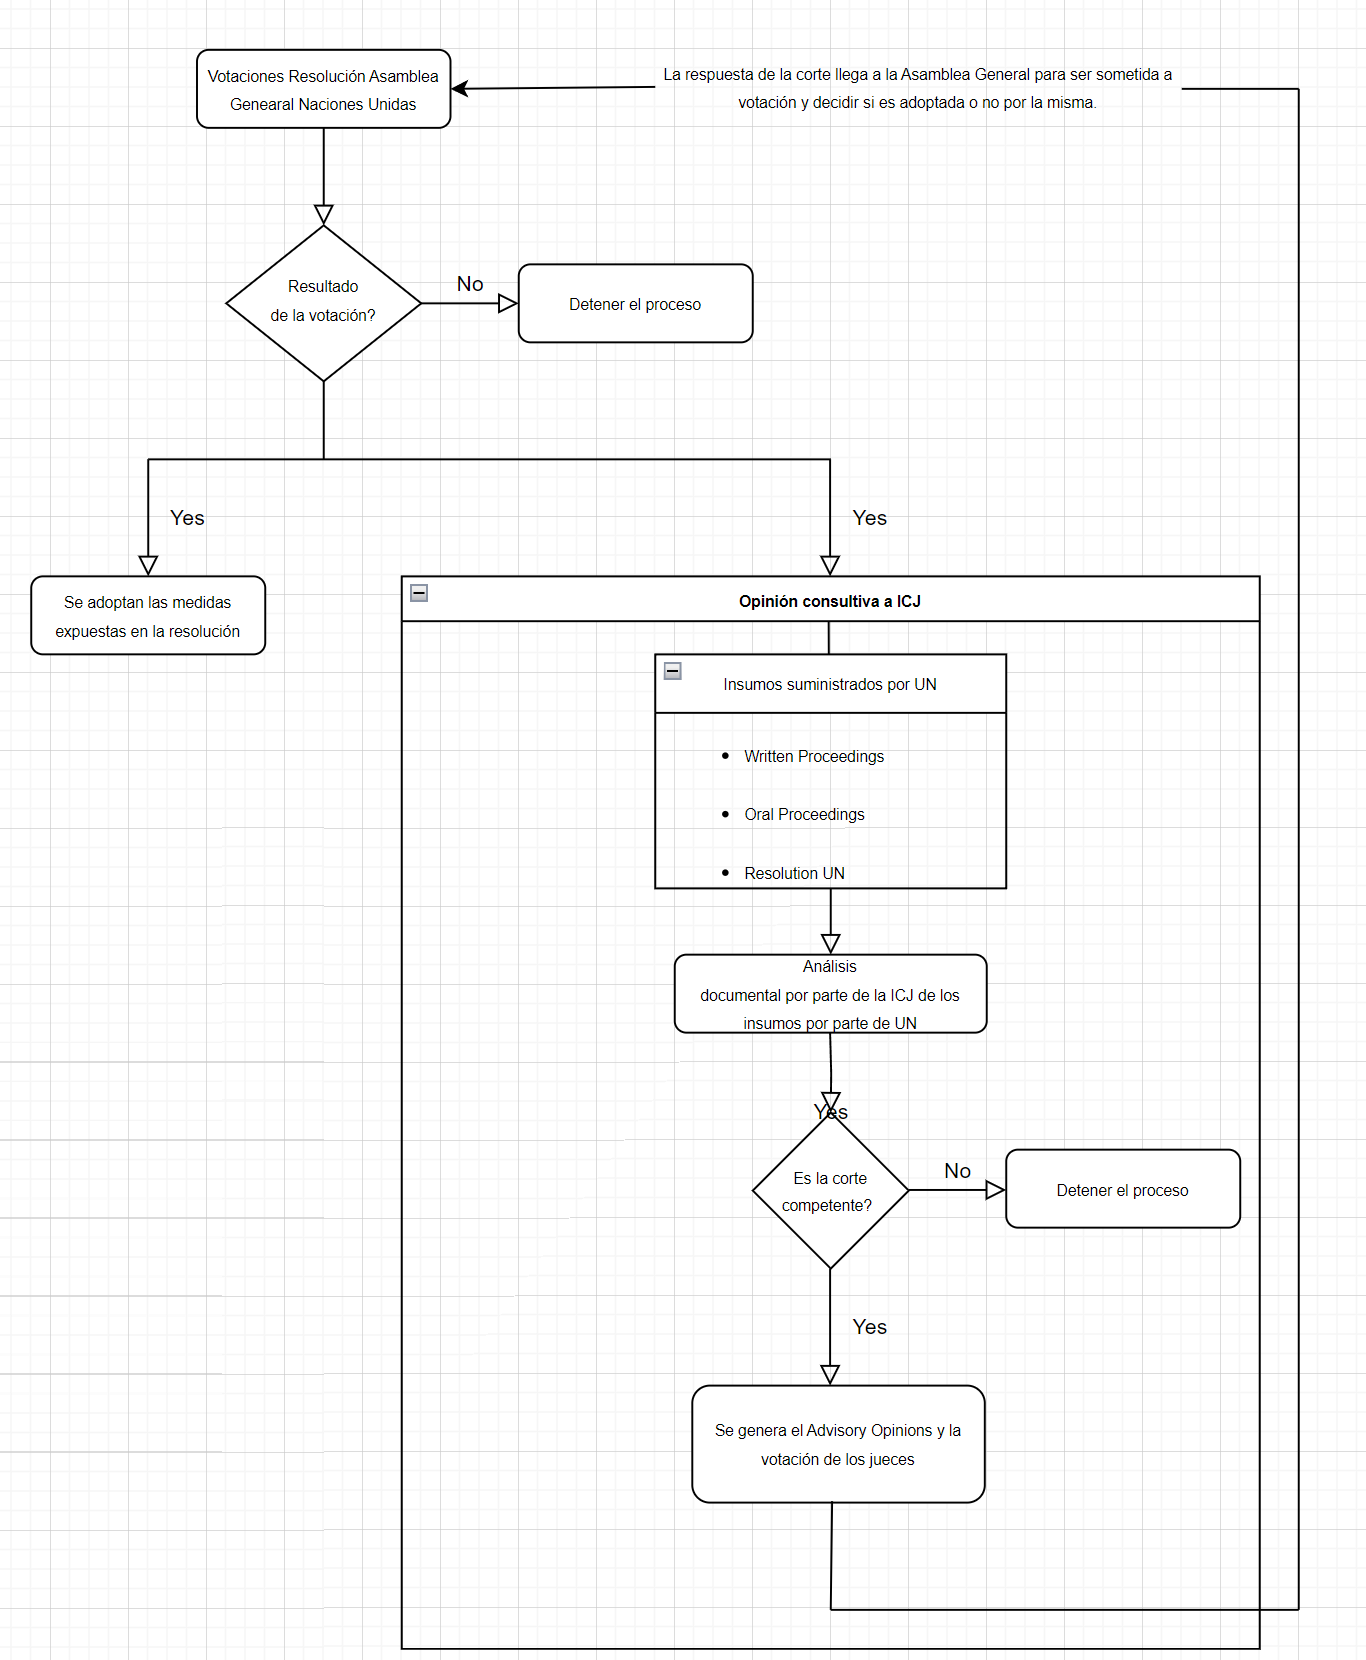 Votaciones Resolución Asamblea
Genearal Naciones Unidas
La respuesta de la corte llega a la Asamblea General para ser sometida a
votación y decidir si es adoptada o no por la misma.
Resultado
de la votación?
No
Detener el proceso
Yes
Yes
Se adoptan las medidas
expuestas en la resolución
Opinión consultiva a ICJ
Insumos suministrados por UN
• Written Proceedings
• Oral Proceedings
• Resolution UN
Análisis
documental por parte de la ICJ de los
insumos por parte de UN
Yes
Es la corte
competente?
No
Detener el proceso
Yes
Se genera el Advisory Opinions y la
votación de los jueces